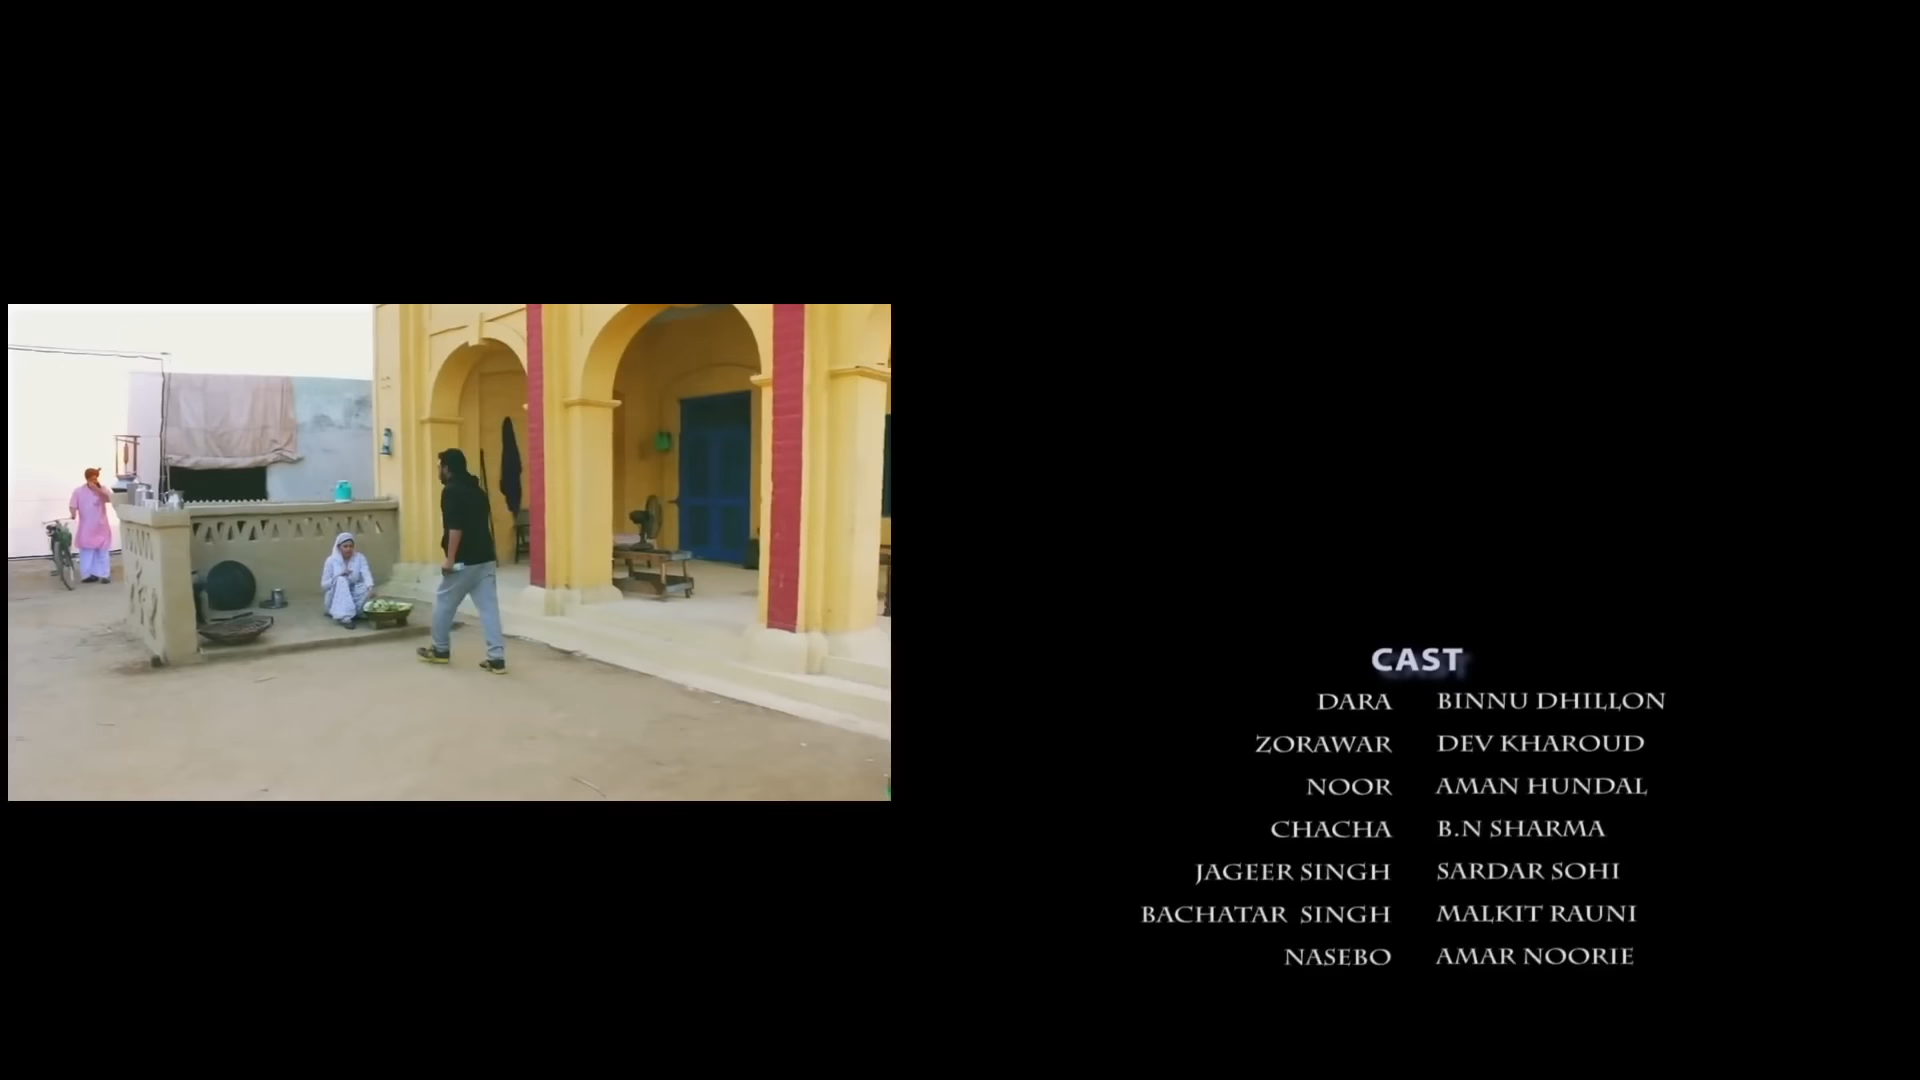 CAST
DARA BINNU DHILLON
ZORAWAR DEV KHAROUD
NOOR AMAN HUNDAL
CHACHA B.N SHARMA
JAGEER SINGH SARDAR SOHI
BACHATAR SINGH MALKIT RAUNI
NASEBO AMAR NOORIE